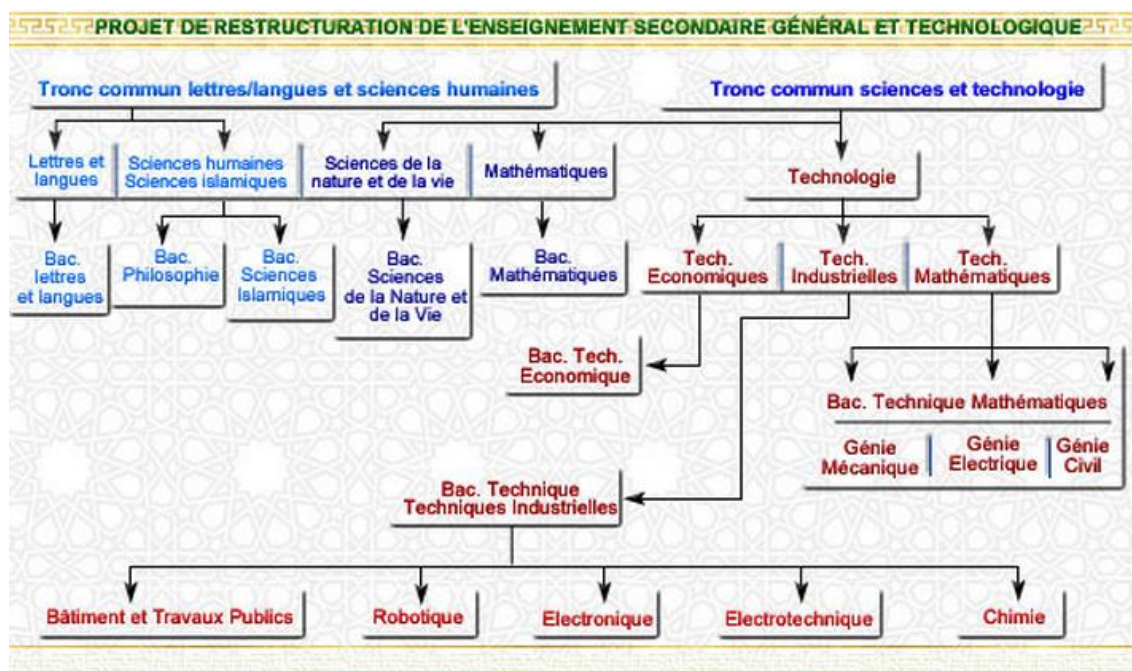 PROJET DE RESTRUCTURATION DE L'ENSEIGNEMENT SECONDAIRE GÉNÉRAL ET TECHNOLOGIQUE
Tronc commun lettres/langues et sciences humaines
Tronc commun sciences et technologie
Lettres et
langues
Sciences humaines
Sciences islamiques
Sciences de la
nature et de la vie
Mathématiques
Technologie
Bac.
lettres
et langues
Bac.
Philosophie
Bac.
Sciences
Islamiques
Bac.
Sciences
de la Nature et
de la Vie
Bac.
Mathématiques
Tech.
Economiques
Tech.
Industrielles
Tech.
Mathématiques
Bac. Tech.
Economique
Bac. Technique Mathématiques
Génie
Mécanique
Génie
Electrique
Génie
Civil
Bac. Technique
Techniques Industrielles
Bâtiment et Travaux Publics
Robotique
Electronique
Electrotechnique
Chimie